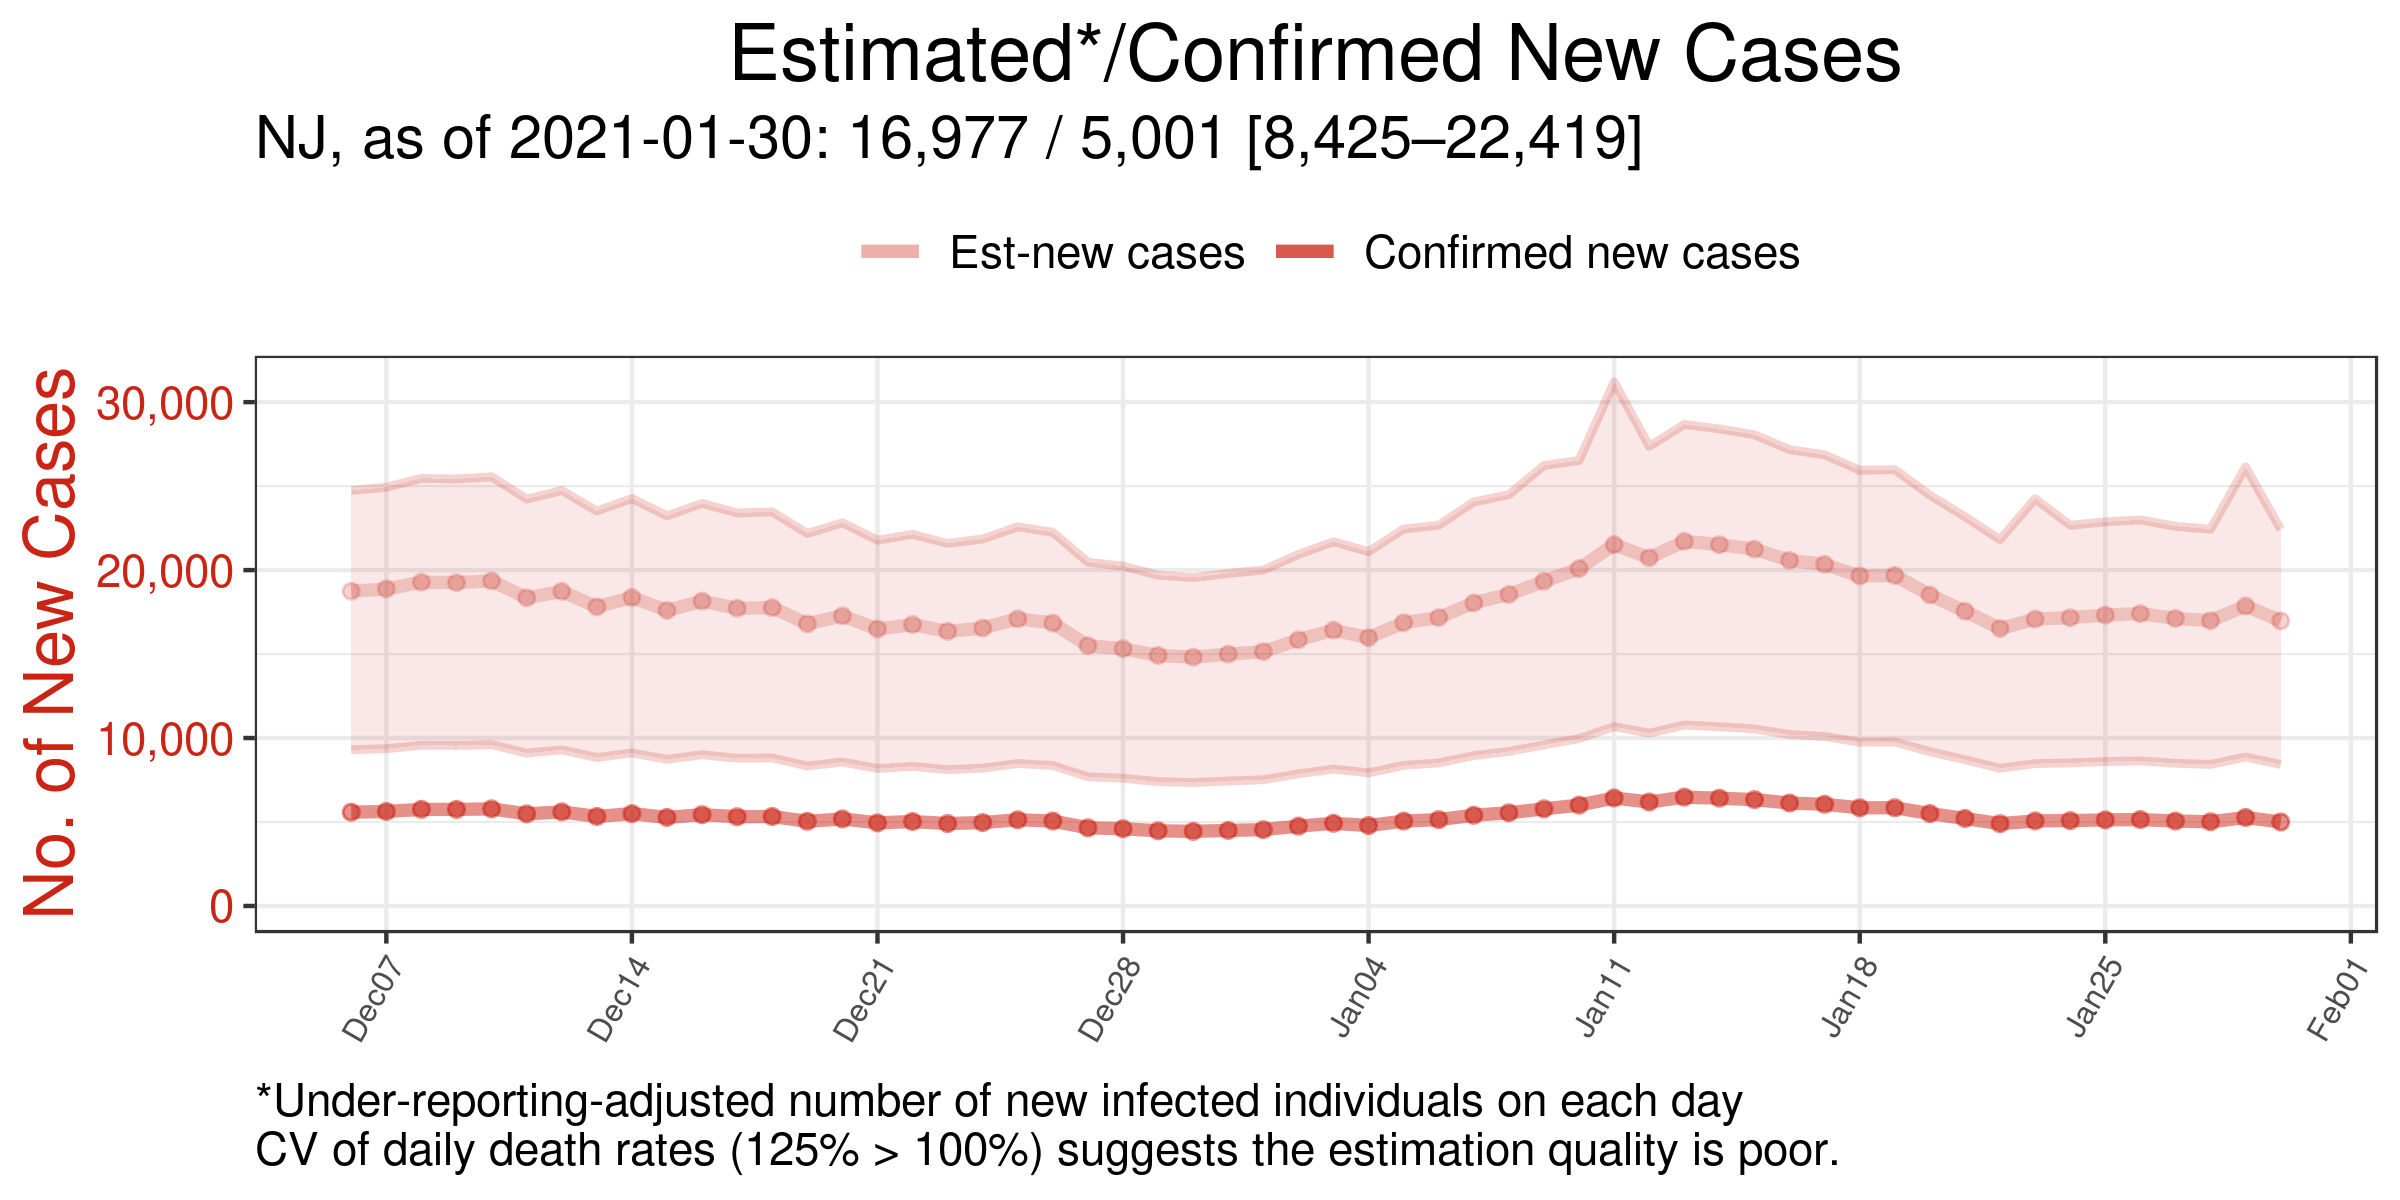 Estimated*/Confirmed New Cases
NJ, as of 2021-01-30: 16,977 / 5,001 [8,425–22,419]
Est-new cases
Confirmed new cases
No. of New Cases
30,000
20,000
10,000
0
Dec07
Dec14
Dec21
Dec28
Jan04
Jan11
Jan18
Jan25
Feb01
*Under-reporting-adjusted number of new infected individuals on each day
CV of daily death rates (125% > 100%) suggests the estimation quality is poor.